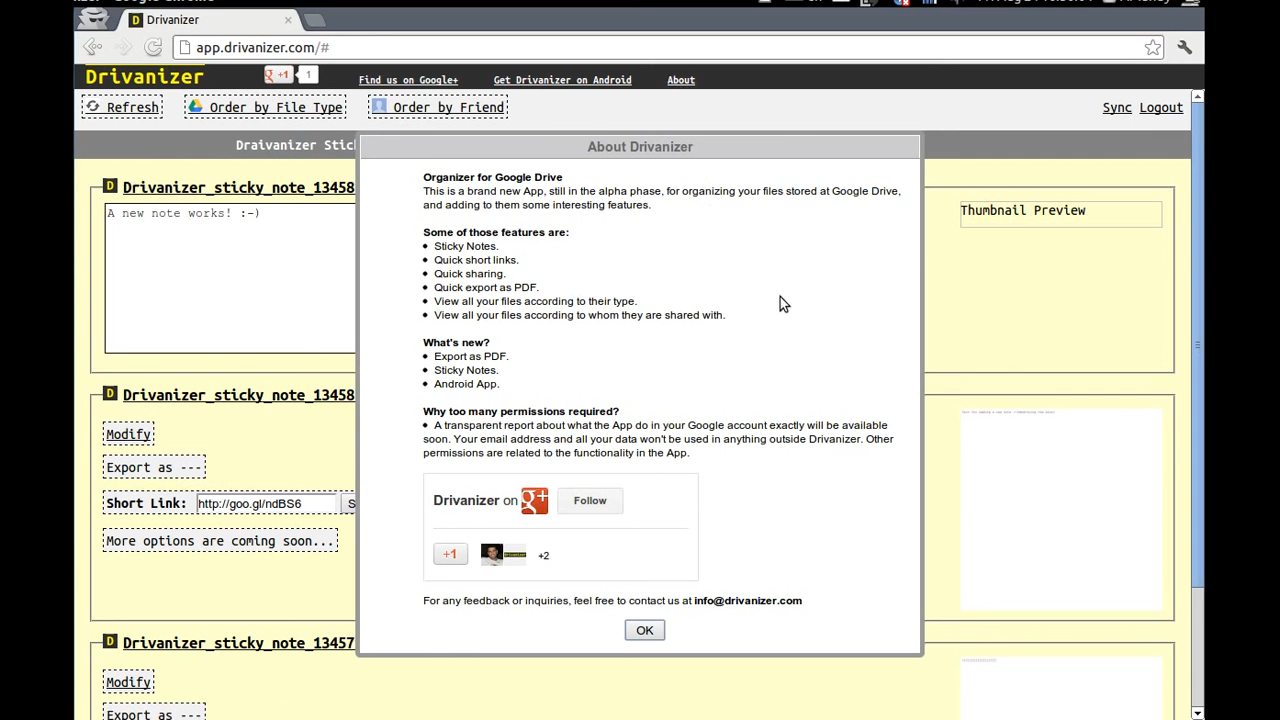 Drivanizer
app.drivanizer.com/#
Drivanizer
+1
1
Find us on Google+
Get Drivanizer on Android
About
Refresh
Order by File Type
Order by Friend
Sync
Logout
Draivanizer Stic
About Drivanizer
D Drivanizer_sticky_note_13458
A new note works! :-)
Thumbnail Preview
Organizer for Google Drive
This is a brand new App, still in the alpha phase, for organizing your files stored at Google Drive,
and adding to them some interesting features.
Some of those features are:
Sticky Notes.
Quick short links.
Quick sharing.
Quick export as PDF.
View all your files according to their type.
View all your files according to whom they are shared with.
What's new?
Export as PDF.
Sticky Notes.
Android App.
Why too many permissions required?
A transparent report about what the App do in your Google account exactly will be available
soon. Your email address and all your data won't be used in anything outside Drivanizer. Other
permissions are related to the functionality in the App.
Drivanizer on g+ Follow
+1
+2
For any feedback or inquiries, feel free to contact us at info@drivanizer.com
OK
D Drivanizer_sticky_note_13458
Modify
Export as ---
Short Link: http://goo.gl/ndBS6 S
More options are coming soon...
D Drivanizer_sticky_note_13457
Modify
Export as ---